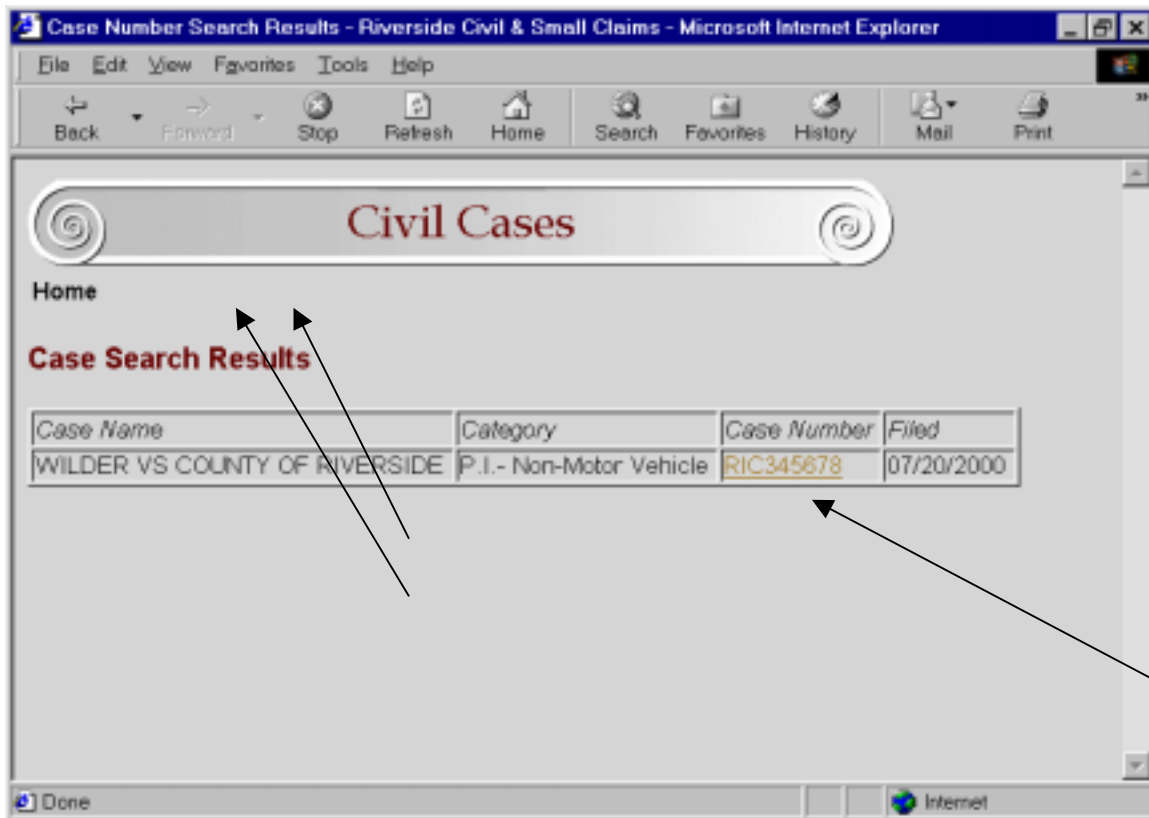 Case Number Search Results - Riverside Civil & Small Claims - Microsoft Internet Explorer
File Edit View Favorites Tools Help
Back Forward Stop Refresh Home Search Favorites History Mail Print
Civil Cases
Home
Case Search Results
Case Name Category Case Number Filed
WILDER VS COUNTY OF RIVERSIDE P.I.- Non-Motor Vehicle RIC345678 07/20/2000
Done Internet